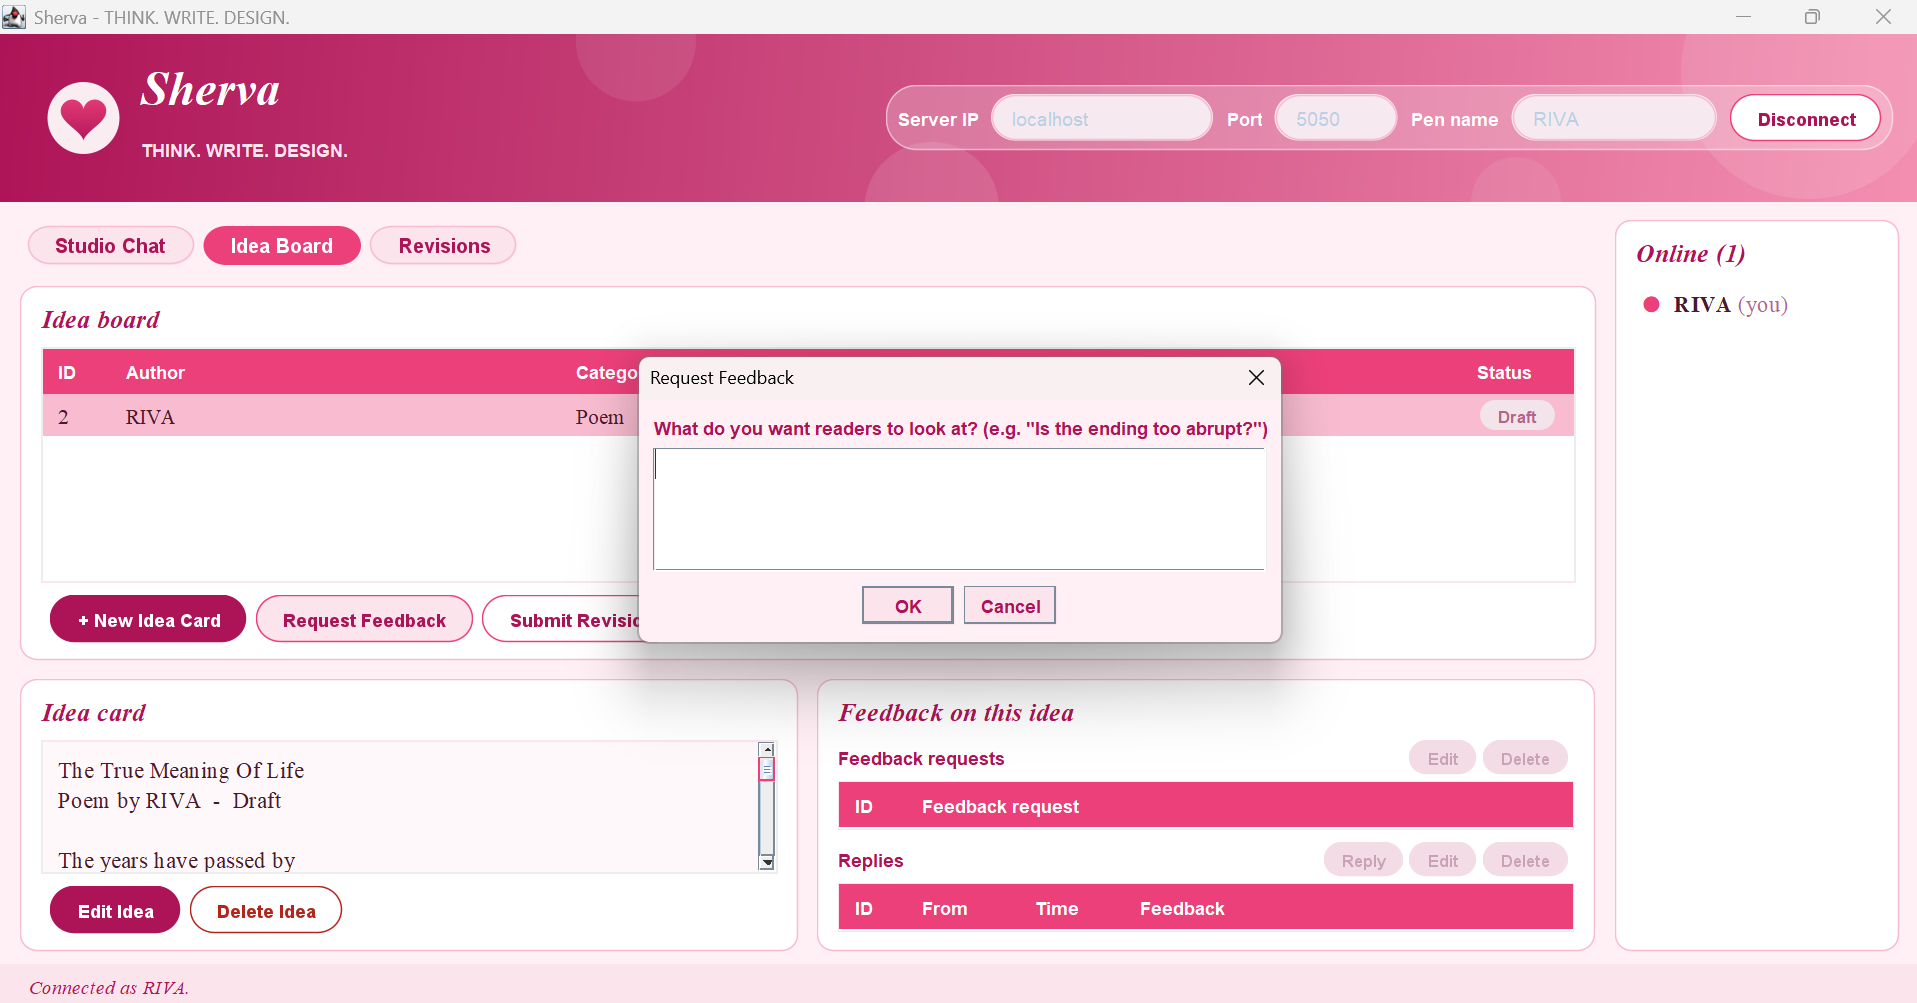 Sherva - THINK. WRITE. DESIGN.
Sherva
THINK. WRITE. DESIGN.
Server IP localhost Port 5050 Pen name RIVA Disconnect
Studio Chat Idea Board Revisions
Online (1)
RIVA (you)
Idea board
ID Author Catego Status
2 RIVA Poem Draft
Request Feedback
What do you want readers to look at? (e.g. "Is the ending too abrupt?")
OK Cancel
+ New Idea Card Request Feedback Submit Revisio
Idea card
The True Meaning Of Life
Poem by RIVA - Draft
The years have passed by
Edit Idea Delete Idea
Feedback on this idea
Feedback requests Edit Delete
ID Feedback request
Replies Reply Edit Delete
ID From Time Feedback
Connected as RIVA.